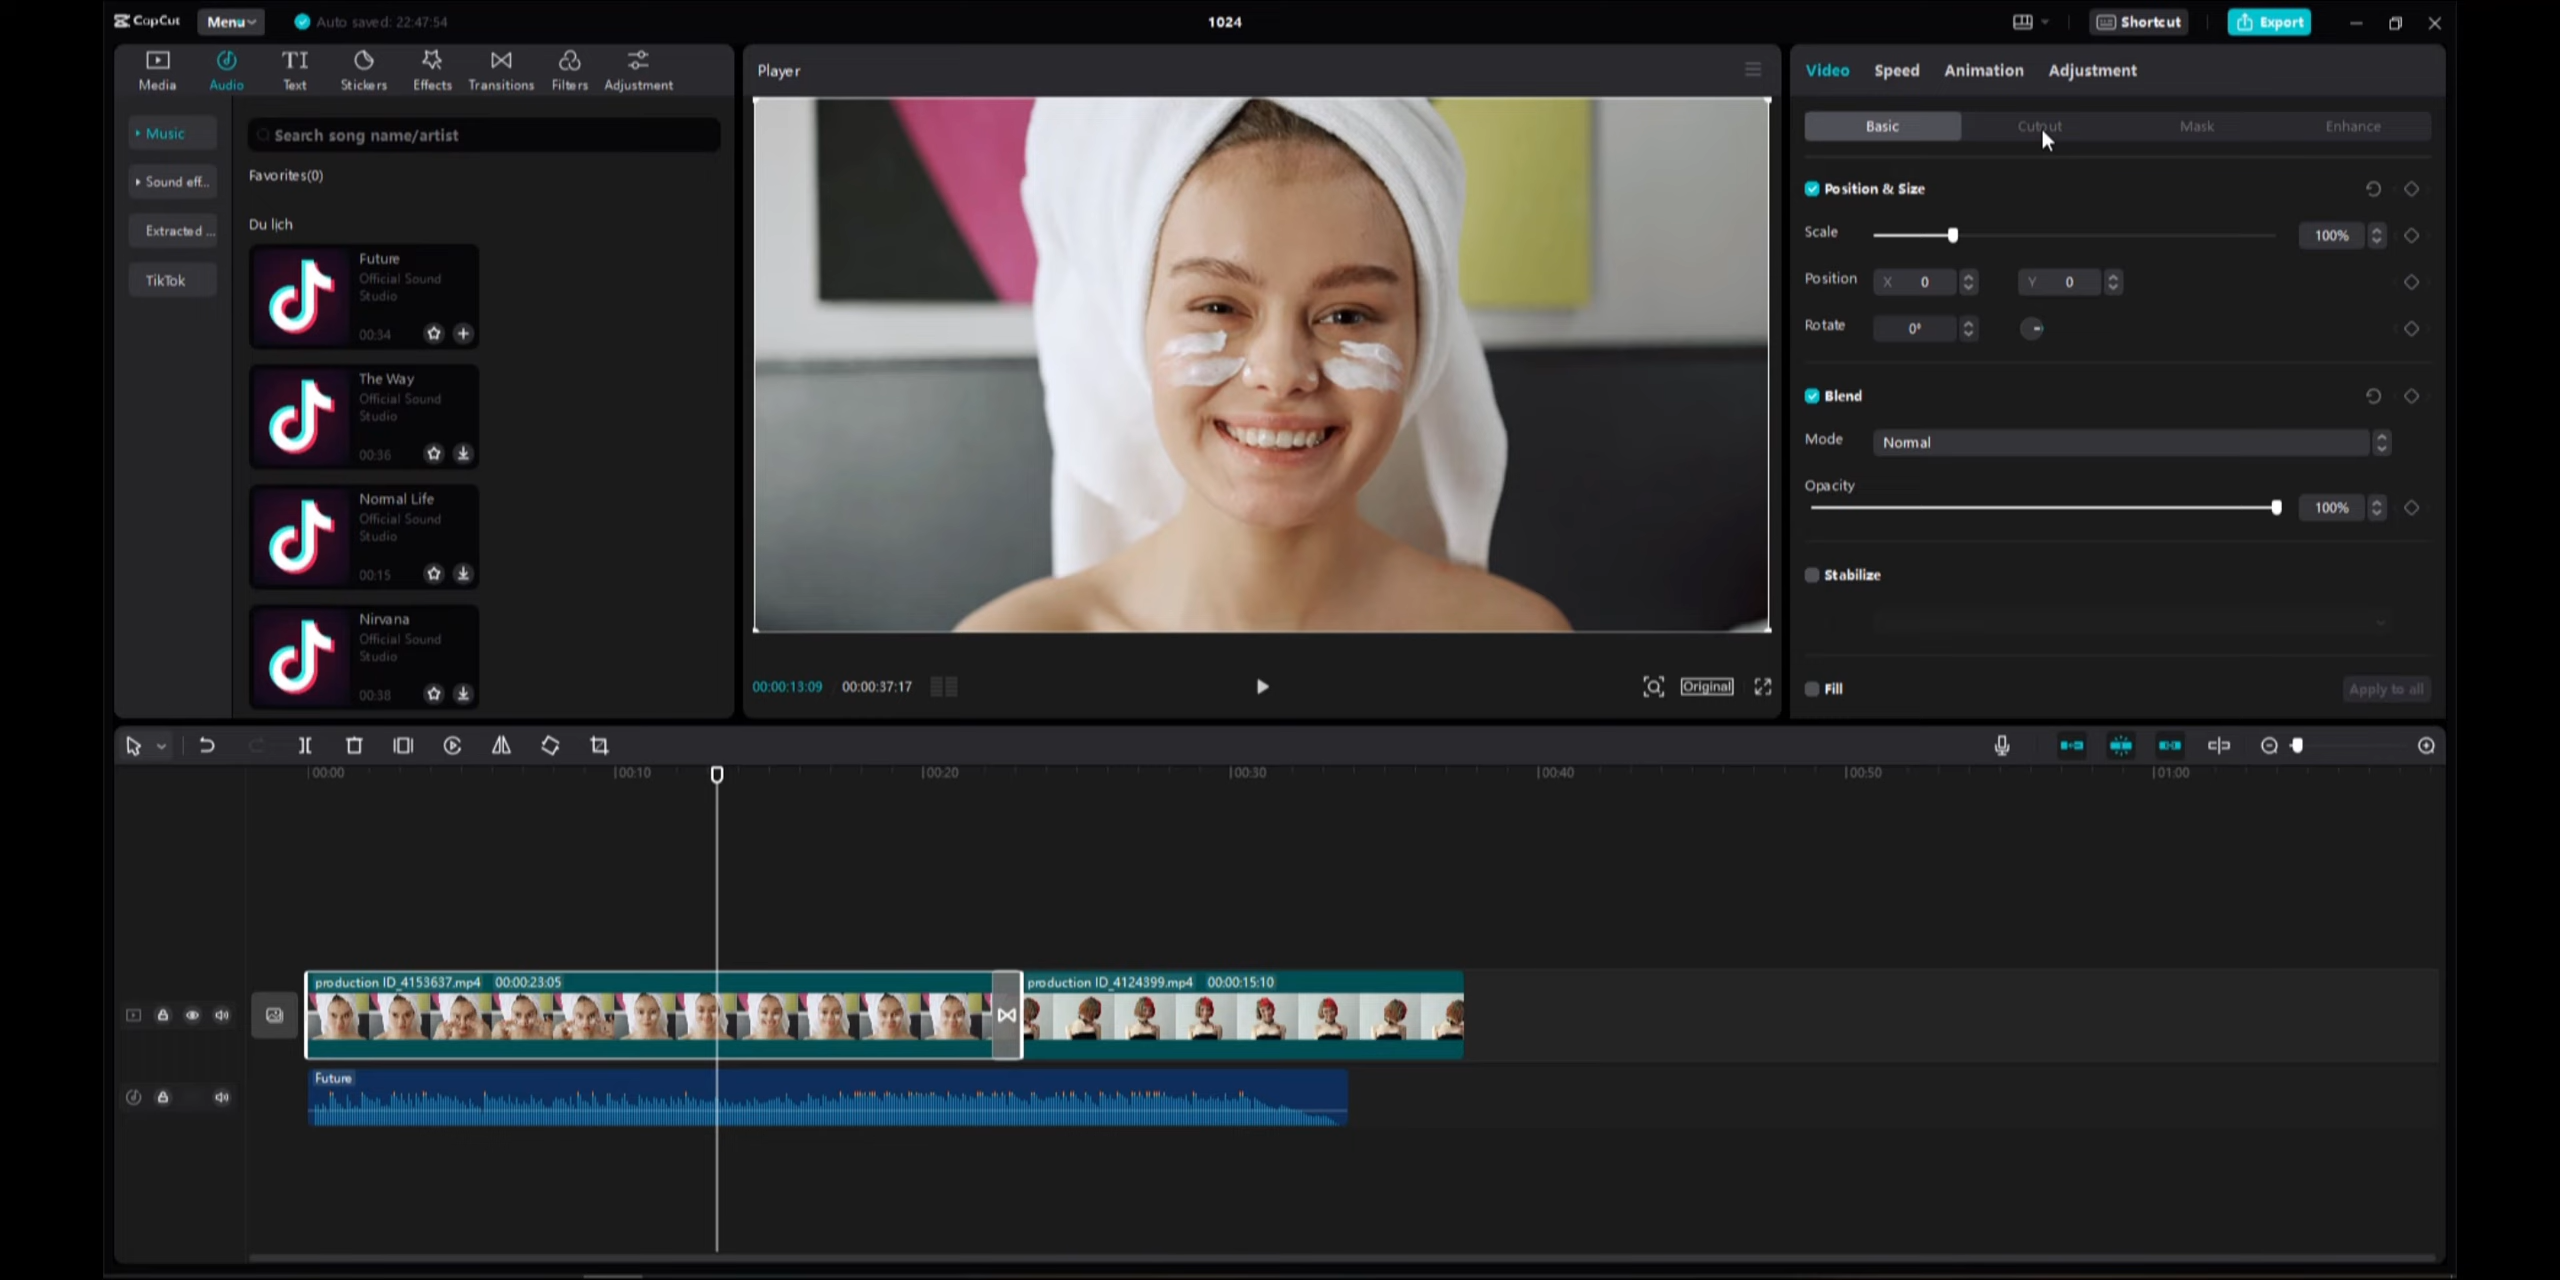 CapCut
Menu
Auto saved: 22:47:54
1024
Shortcut
Export
Media
Audio
TI
Text
Stickers
Effects
Transitions
Filters
Adjustment
Music
Sound eff...
Extracted ...
TikTok
Search song name/artist
Favorites(0)
Du lịch
Future
Official Sound
Studio
00:34
The Way
Official Sound
Studio
00:36
Normal Life
Official Sound
Studio
00:15
Nirvana
Official Sound
Studio
00:38
Player
00:00:13:09
00:00:37:17
Original
Video
Speed
Animation
Adjustment
Basic
Cutout
Mask
Enhance
Position & Size
Scale
100%
Position
X 0
Y 0
Rotate
0°
Blend
Mode
Normal
Opacity
100%
Stabilize
Fill
Apply to all
00:00
00:10
00:20
00:30
00:40
00:50
01:00
production ID_4153637.mp4 00:00:23:05
production ID_4124399.mp4 00:00:15:10
Future